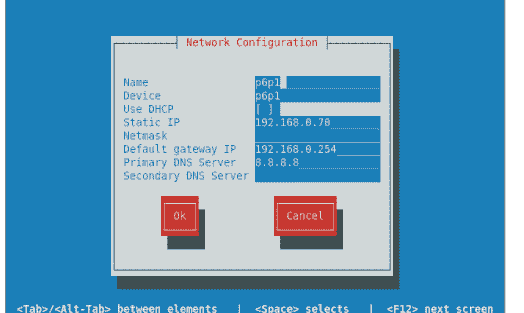 Network Configuration
Name p6p1
Device p6p1
Use DHCP [ ]
Static IP 192.168.0.70
Netmask
Default gateway IP 192.168.0.254
Primary DNS Server 8.8.8.8
Secondary DNS Server
Ok Cancel
<Tab>/<Alt-Tab> between elements | <Space> selects | <F12> next screen